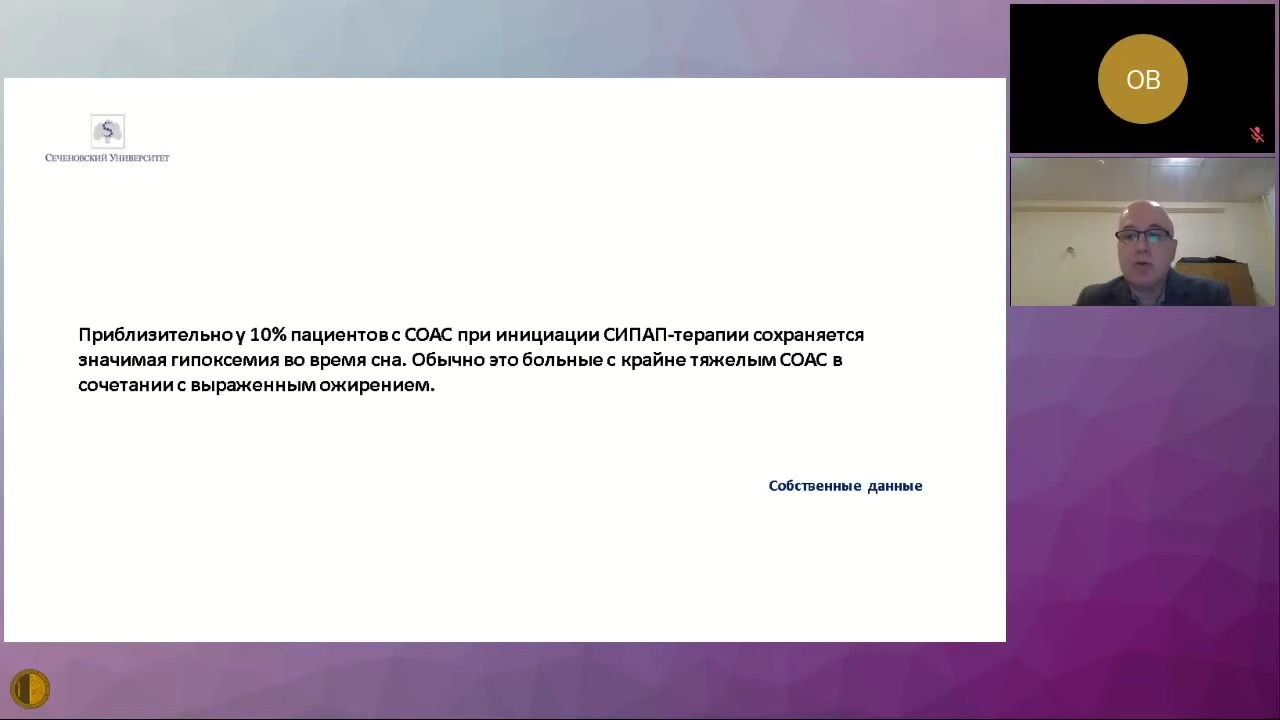 Сеченовский Университет
Приблизительно у 10% пациентов с СОАС при инициации СИПАП-терапии сохраняется
значимая гипоксемия во время сна. Обычно это больные с крайне тяжелым СОАС в
сочетании с выраженным ожирением.
Собственные данные
ОВ